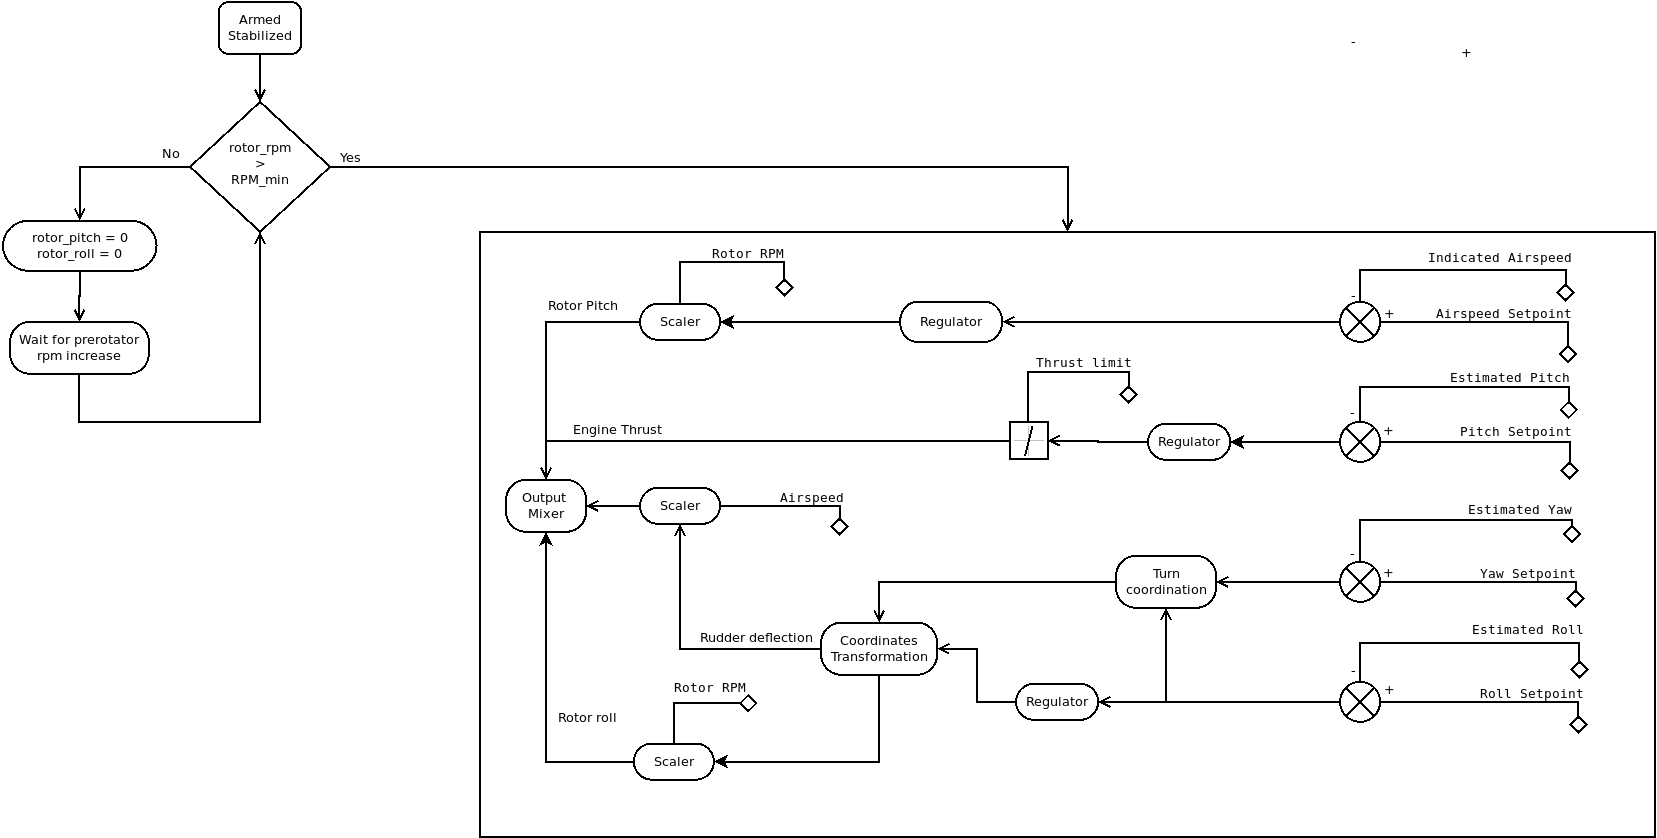 Armed
Stabilized
-
+
rotor_rpm
>
RPM_min
No
Yes
rotor_pitch = 0
rotor_roll = 0
Wait for prerotator
rpm increase
Rotor RPM
Indicated Airspeed
-
Rotor Pitch
Scaler
Regulator
+
Airspeed Setpoint
Thrust limit
Estimated Pitch
-
Engine Thrust
Regulator
+
Pitch Setpoint
Output
Mixer
Scaler
Airspeed
Estimated Yaw
-
Turn
coordination
+
Yaw Setpoint
Rudder deflection
Coordinates
Transformation
Estimated Roll
-
Rotor RPM
Regulator
+
Roll Setpoint
Rotor roll
Scaler